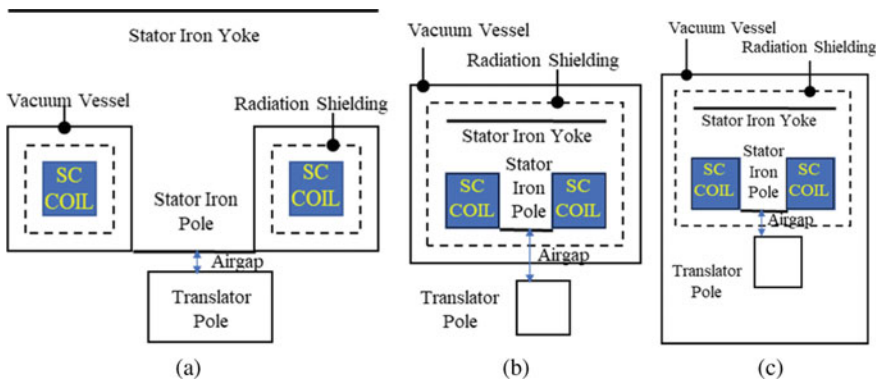 Stator Iron Yoke
Vacuum Vessel
Radiation Shielding
SC
COIL
Stator Iron
Pole
SC
COIL
Airgap
Translator
Pole
(a)
Vacuum Vessel
Radiation Shielding
Stator Iron Yoke
SC
COIL
Stator
Iron
Pole
SC
COIL
Airgap
Translator
Pole
(b)
Vacuum Vessel
Radiation Shielding
Stator Iron Yoke
SC
COIL
Stator
Iron
Pole
SC
COIL
Airgap
Translator
Pole
(c)